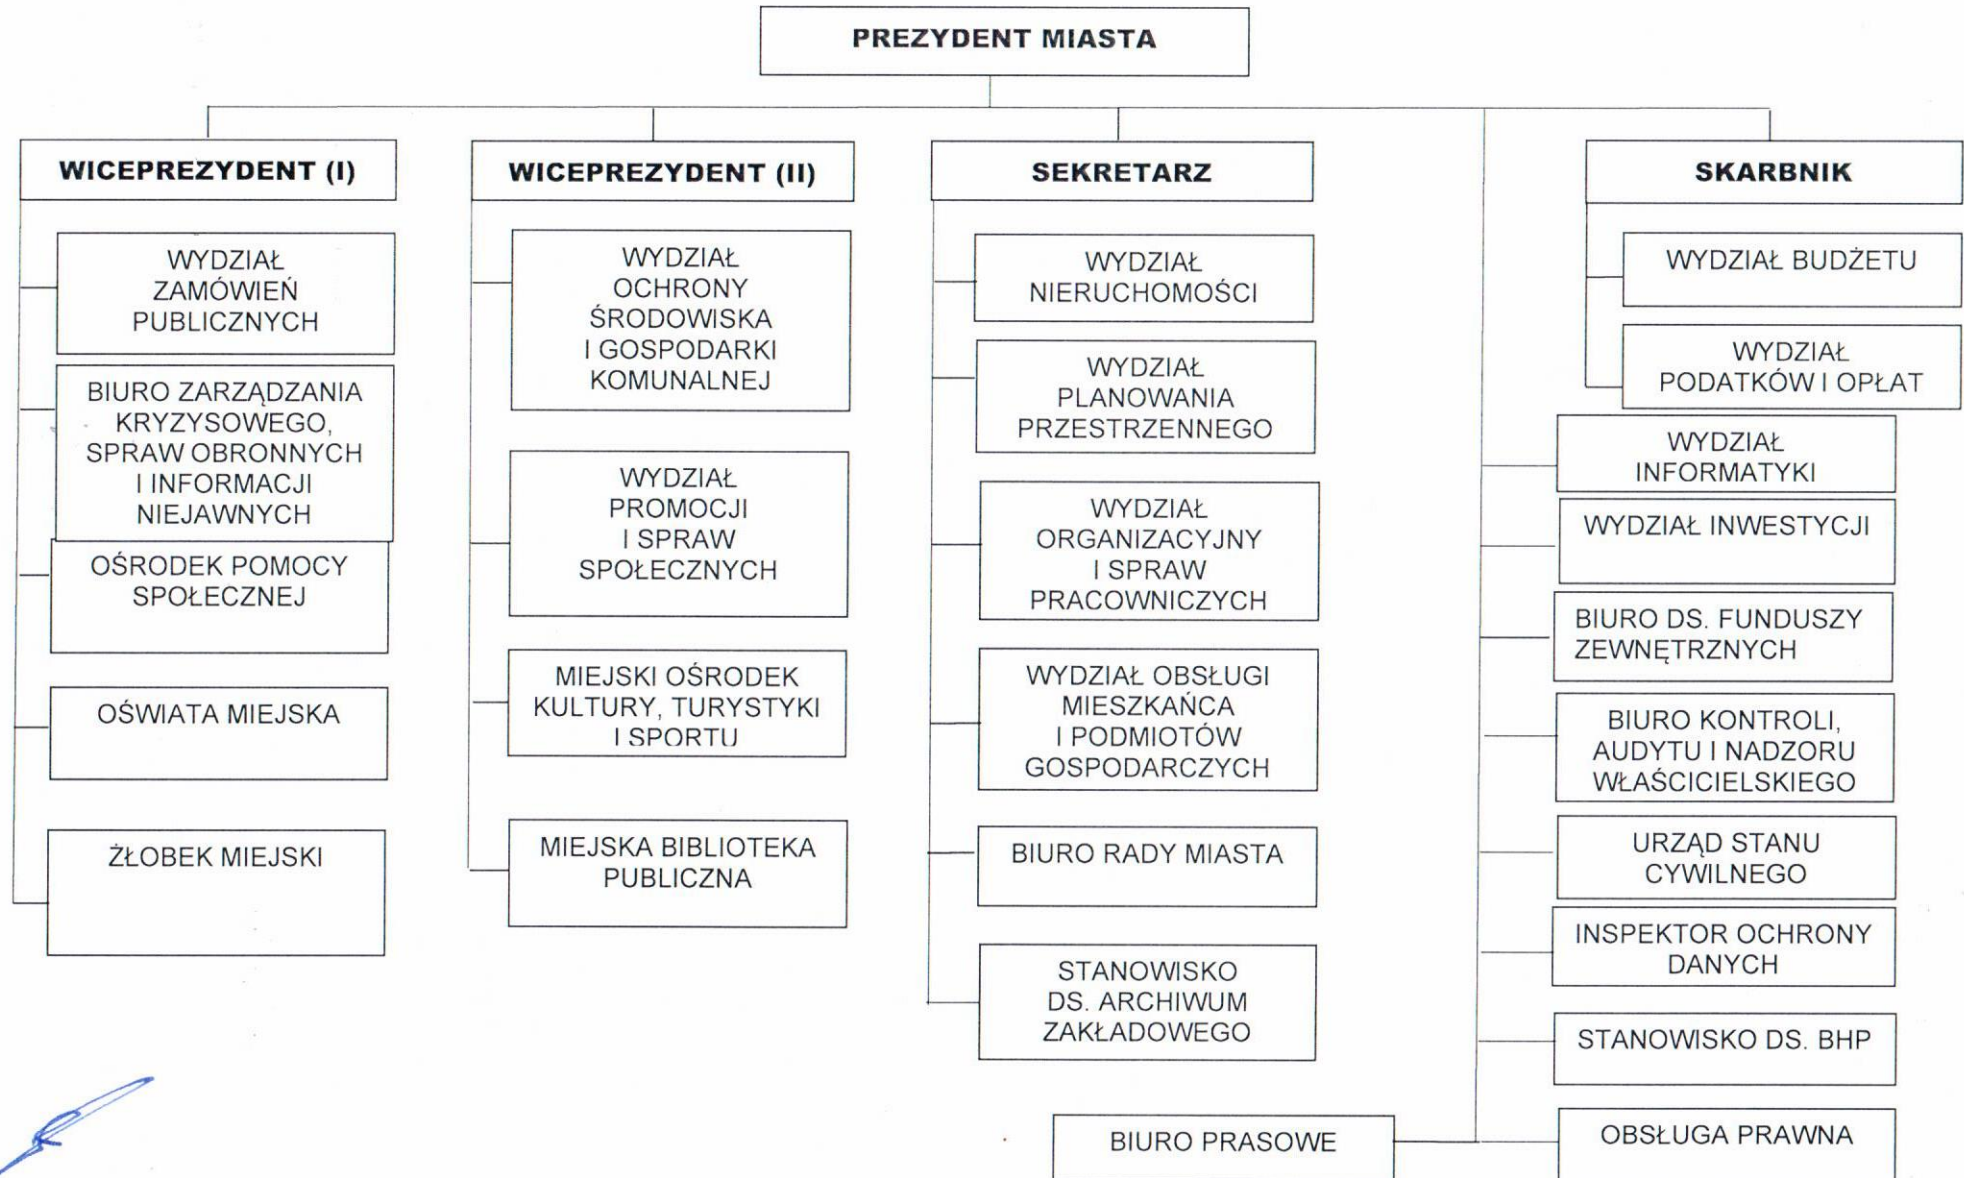 PREZYDENT MIASTA
WICEPREZYDENT (I)
WYDZIAŁ
ZAMÓWIEŃ
PUBLICZNYCH
BIURO ZARZĄDZANIA
KRYZYSOWEGO,
SPRAW OBRONNYCH
I INFORMACJI
NIEJAWNYCH
OŚRODEK POMOCY
SPOŁECZNEJ
OŚWIATA MIEJSKA
ŻŁOBEK MIEJSKI
WICEPREZYDENT (II)
WYDZIAŁ
OCHRONY
ŚRODOWISKA
I GOSPODARKI
KOMUNALNEJ
WYDZIAŁ
PROMOCJI
I SPRAW
SPOŁECZNYCH
MIEJSKI OŚRODEK
KULTURY, TURYSTYKI
I SPORTU
MIEJSKA BIBLIOTEKA
PUBLICZNA
SEKRETARZ
WYDZIAŁ
NIERUCHOMOŚCI
WYDZIAŁ
PLANOWANIA
PRZESTRZENNEGO
WYDZIAŁ
ORGANIZACYJNY
I SPRAW
PRACOWNICZYCH
WYDZIAŁ OBSŁUGI
MIESZKAŃCA
I PODMIOTÓW
GOSPODARCZYCH
BIURO RADY MIASTA
STANOWISKO
DS. ARCHIWUM
ZAKŁADOWEGO
SKARBNIK
WYDZIAŁ BUDŻETU
WYDZIAŁ
PODATKÓW I OPŁAT
WYDZIAŁ
INFORMATYKI
WYDZIAŁ INWESTYCJI
BIURO DS. FUNDUSZY
ZEWNĘTRZNYCH
BIURO KONTROLI,
AUDYTU I NADZORU
WŁAŚCICIELSKIEGO
URZĄD STANU
CYWILNEGO
INSPEKTOR OCHRONY
DANYCH
STANOWISKO DS. BHP
BIURO PRASOWE
OBSŁUGA PRAWNA